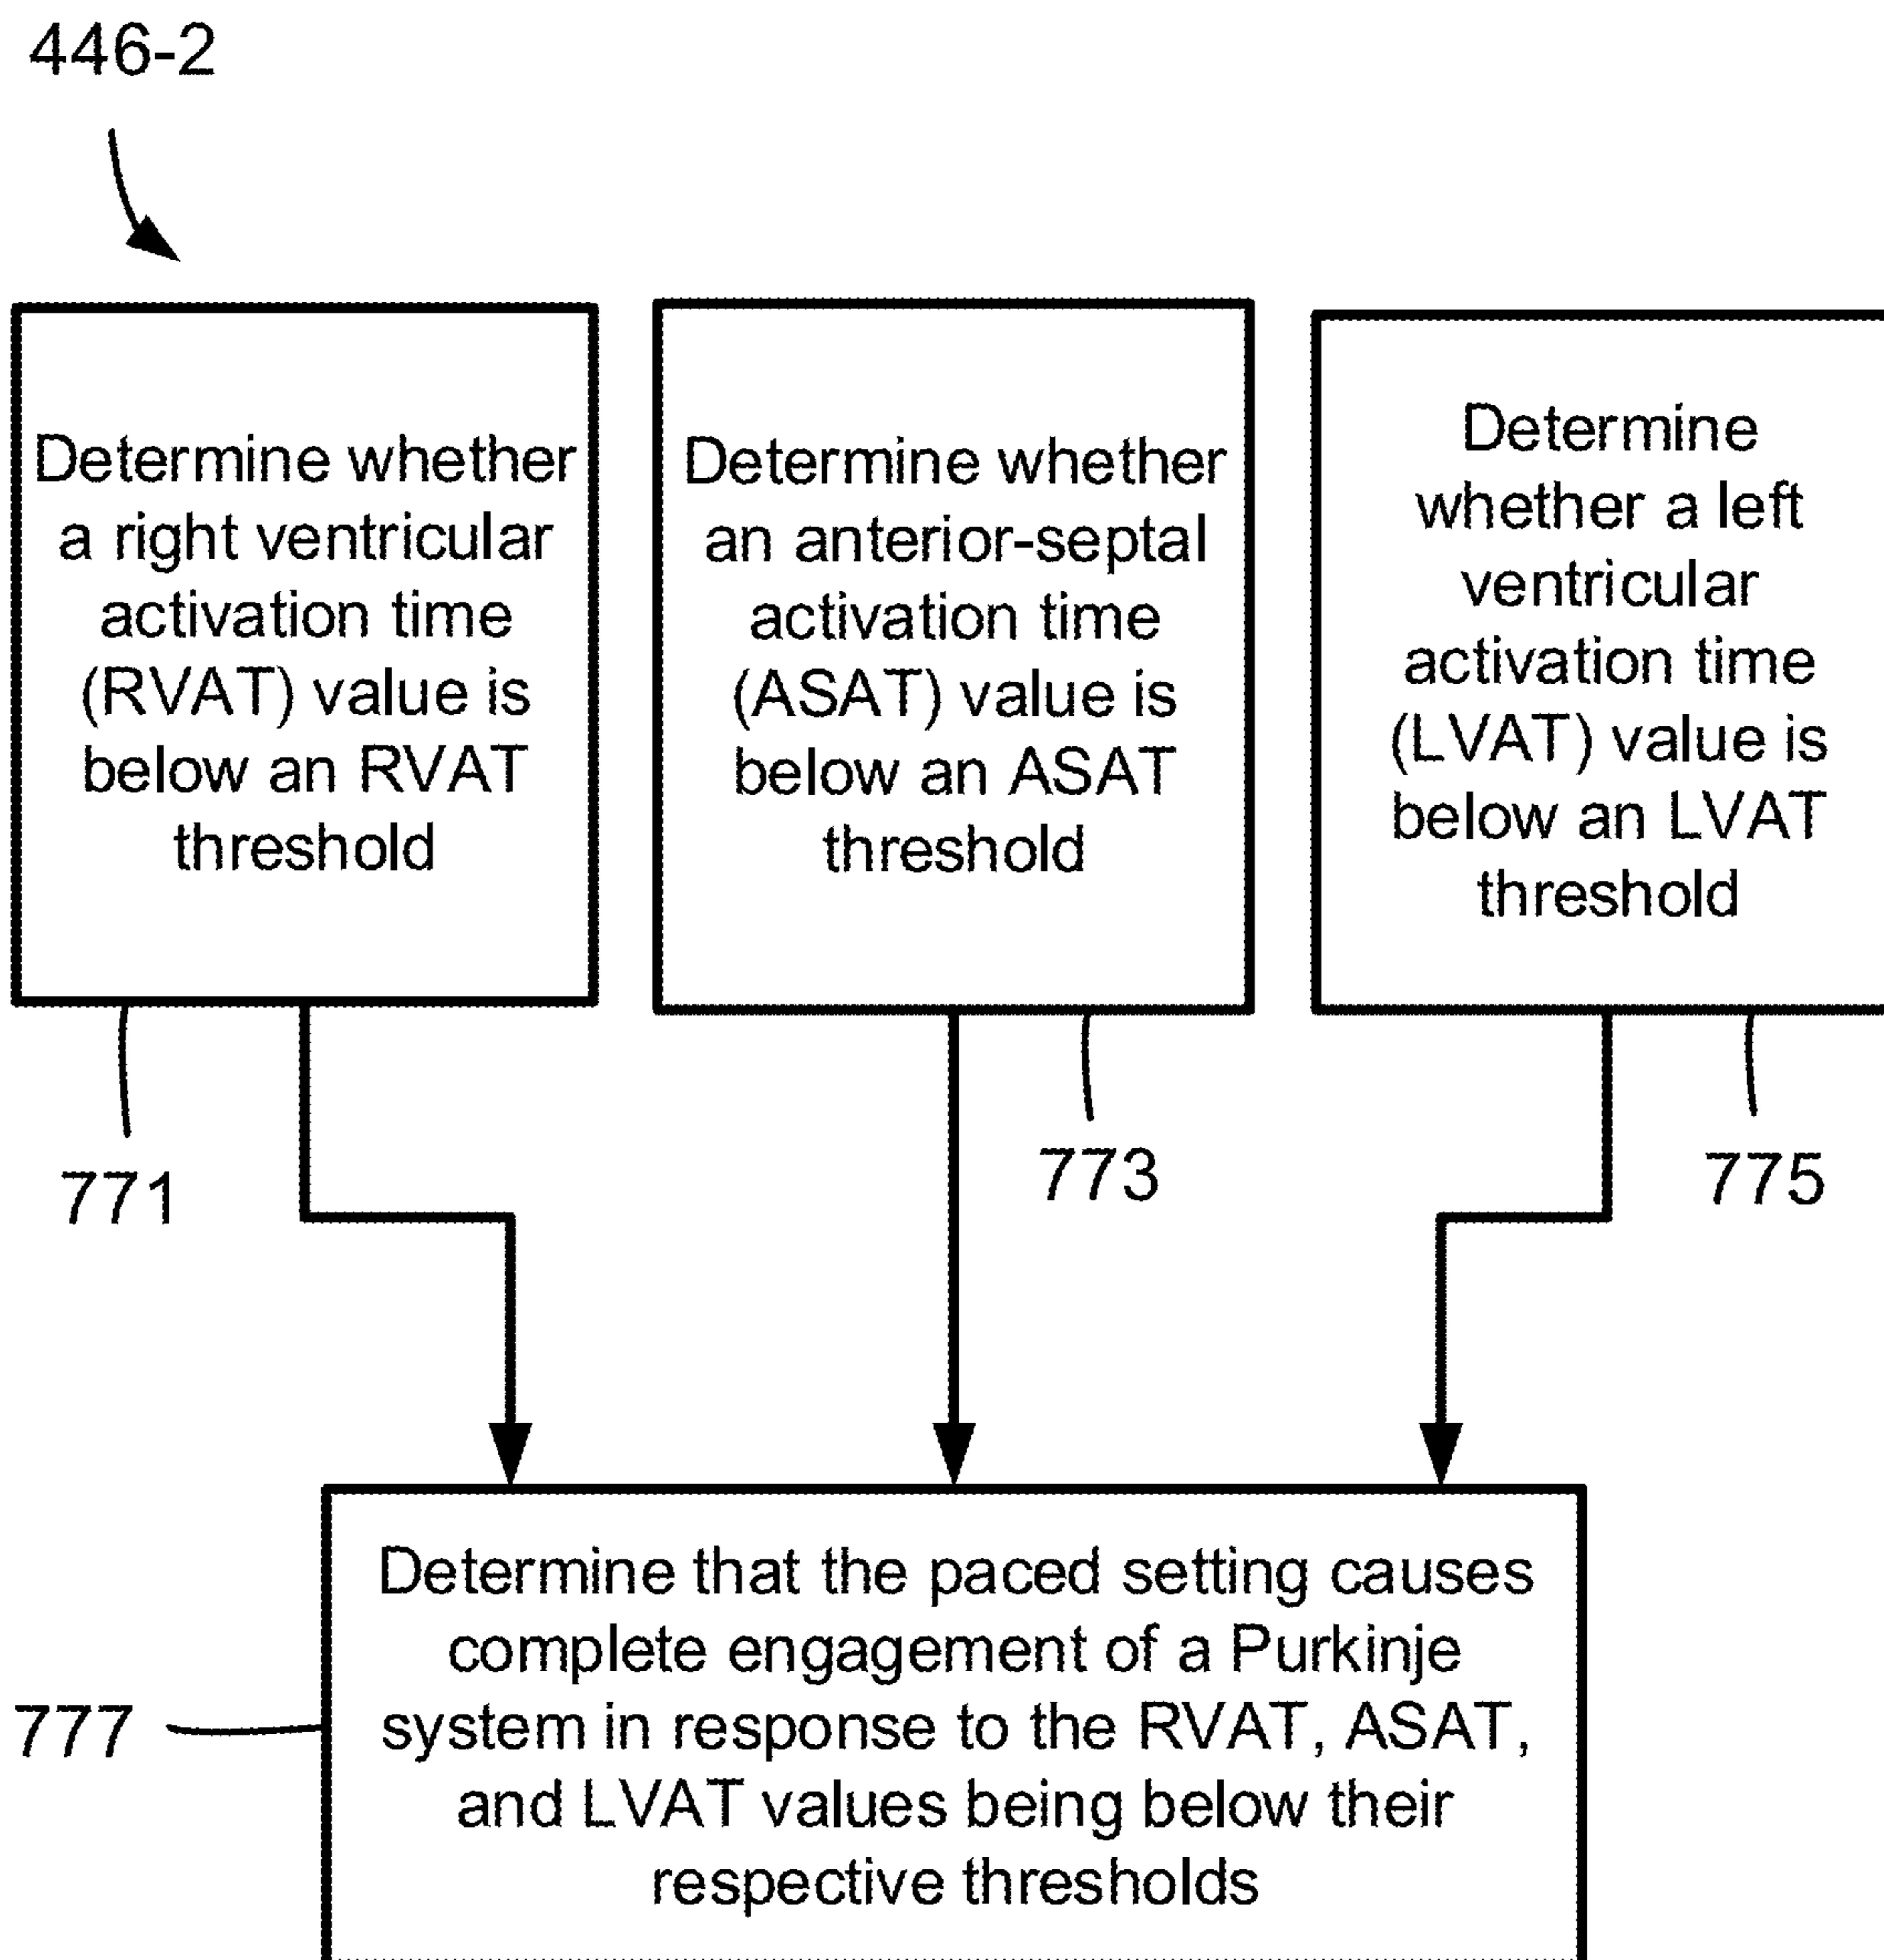 446-2
Determine whether
a right ventricular
activation time
(RVAT) value is
below an RVAT
threshold
Determine whether
an anterior-septal
activation time
(ASAT) value is
below an ASAT
threshold
Determine
whether a left
ventricular
activation time
(LVAT) value is
below an LVAT
threshold
771
773
775
Determine that the paced setting causes
complete engagement of a Purkinje
system in response to the RVAT, ASAT,
and LVAT values being below their
respective thresholds
777